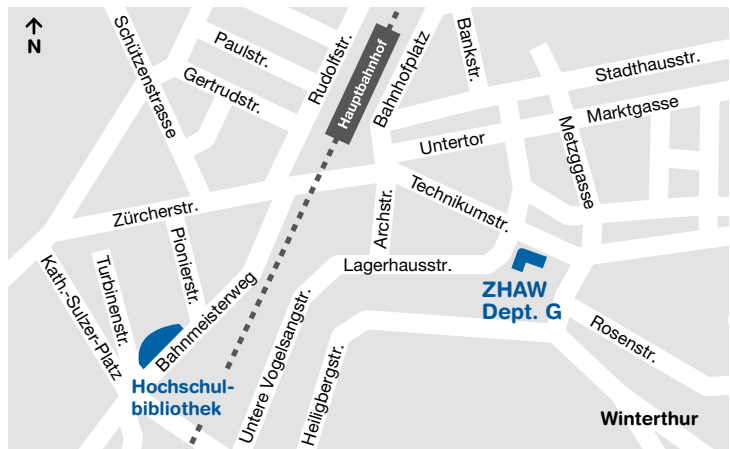 N
Schützenstrasse
Paulstr.
Gertrudstr.
Rudolfstr.
Hauptbahnhof
Bahnhofplatz
Bankstr.
Stadthausstr.
Marktgasse
Untertor
Metzggasse
Zürcherstr.
Technikumstr.
Archstr.
Lagerhausstr.
Pionierstr.
Turbinenstr.
Kath.-Sulzer-Platz
Bahnmeisterweg
ZHAW
Dept. G
Rosenstr.
Untere Vogelsangstr.
Heiligbergstr.
Hochschul-
bibliothek
Winterthur